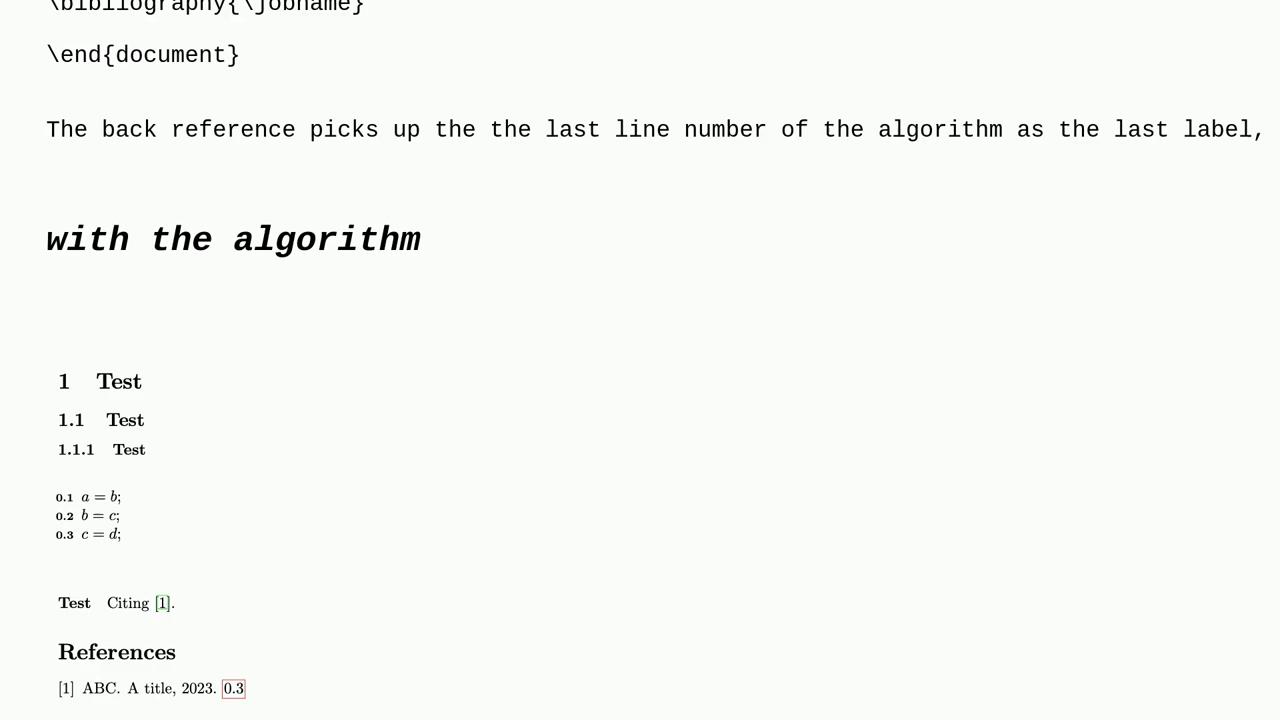 \bibliography{\jobname}
\end{document}
The back reference picks up the the last line number of the algorithm as the last label,
with the algorithm
1 Test
1.1 Test
1.1.1 Test
0.1 a = b;
0.2 b = c;
0.3 c = d;
Test Citing [1].
References
[1] ABC. A title, 2023. 0.3